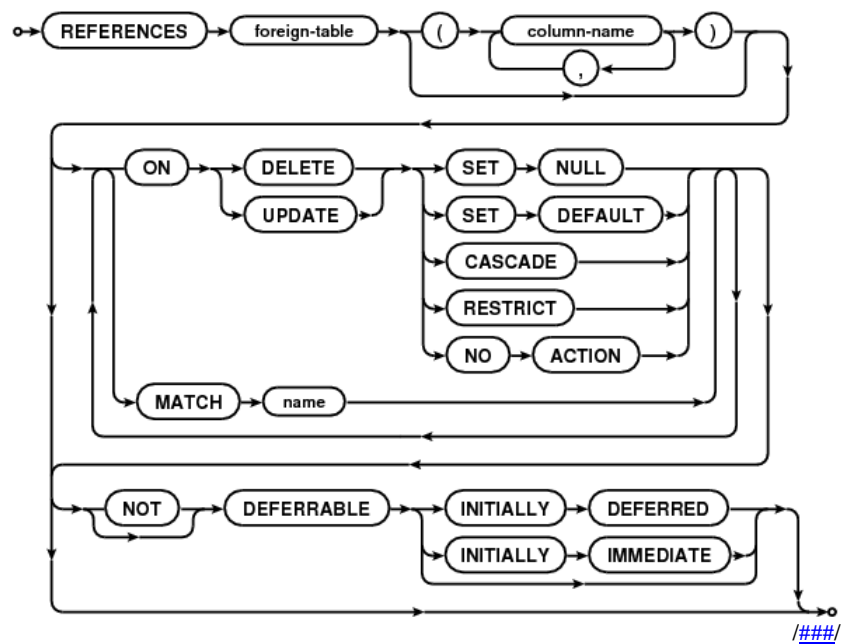 REFERENCES foreign-table ( column-name )
,
ON DELETE SET NULL
UPDATE SET DEFAULT
CASCADE
RESTRICT
NO ACTION
MATCH name
NOT DEFERRABLE INITIALLY DEFERRED
INITIALLY IMMEDIATE
/###/